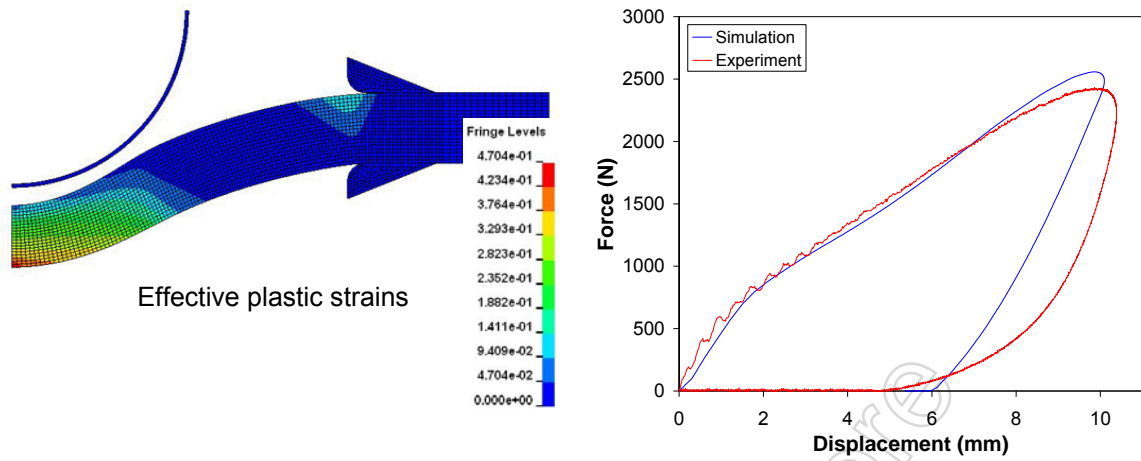 Fringe Levels
4.704e-01
4.234e-01
3.764e-01
3.293e-01
2.823e-01
2.352e-01
1.882e-01
1.411e-01
9.409e-02
4.704e-02
0.000e+00
Effective plastic strains
3000
2500
2000
1500
1000
500
0
Force (N)
Simulation
Experiment
0 2 4 6 8 10
Displacement (mm)